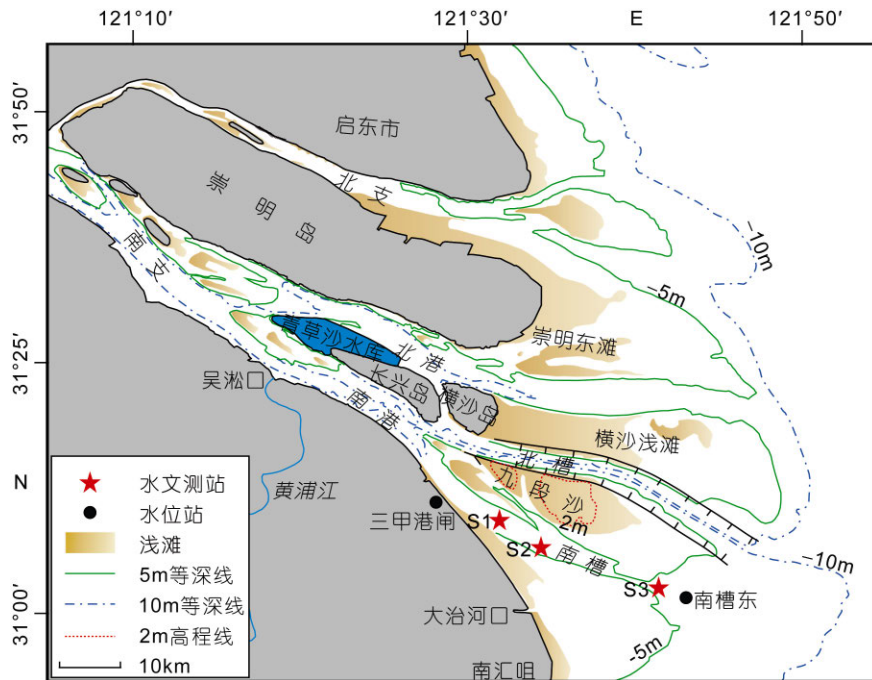 121°10′
121°30′
E
121°50′
31°50′
启东市
崇明岛
北支
-10m
南支
-5m
崇明东滩
31°25′
青草沙水库
北港
吴淞口
长兴岛
横沙岛
南港
横沙浅滩
北槽
N
黄浦江
九段沙
2m
三甲港闸
S1
S2
南槽
-10m
S3
南槽东
31°00′
大治河口
-5m
南汇咀
水文测站
水位站
浅滩
5m等深线
10m等深线
2m高程线
10km